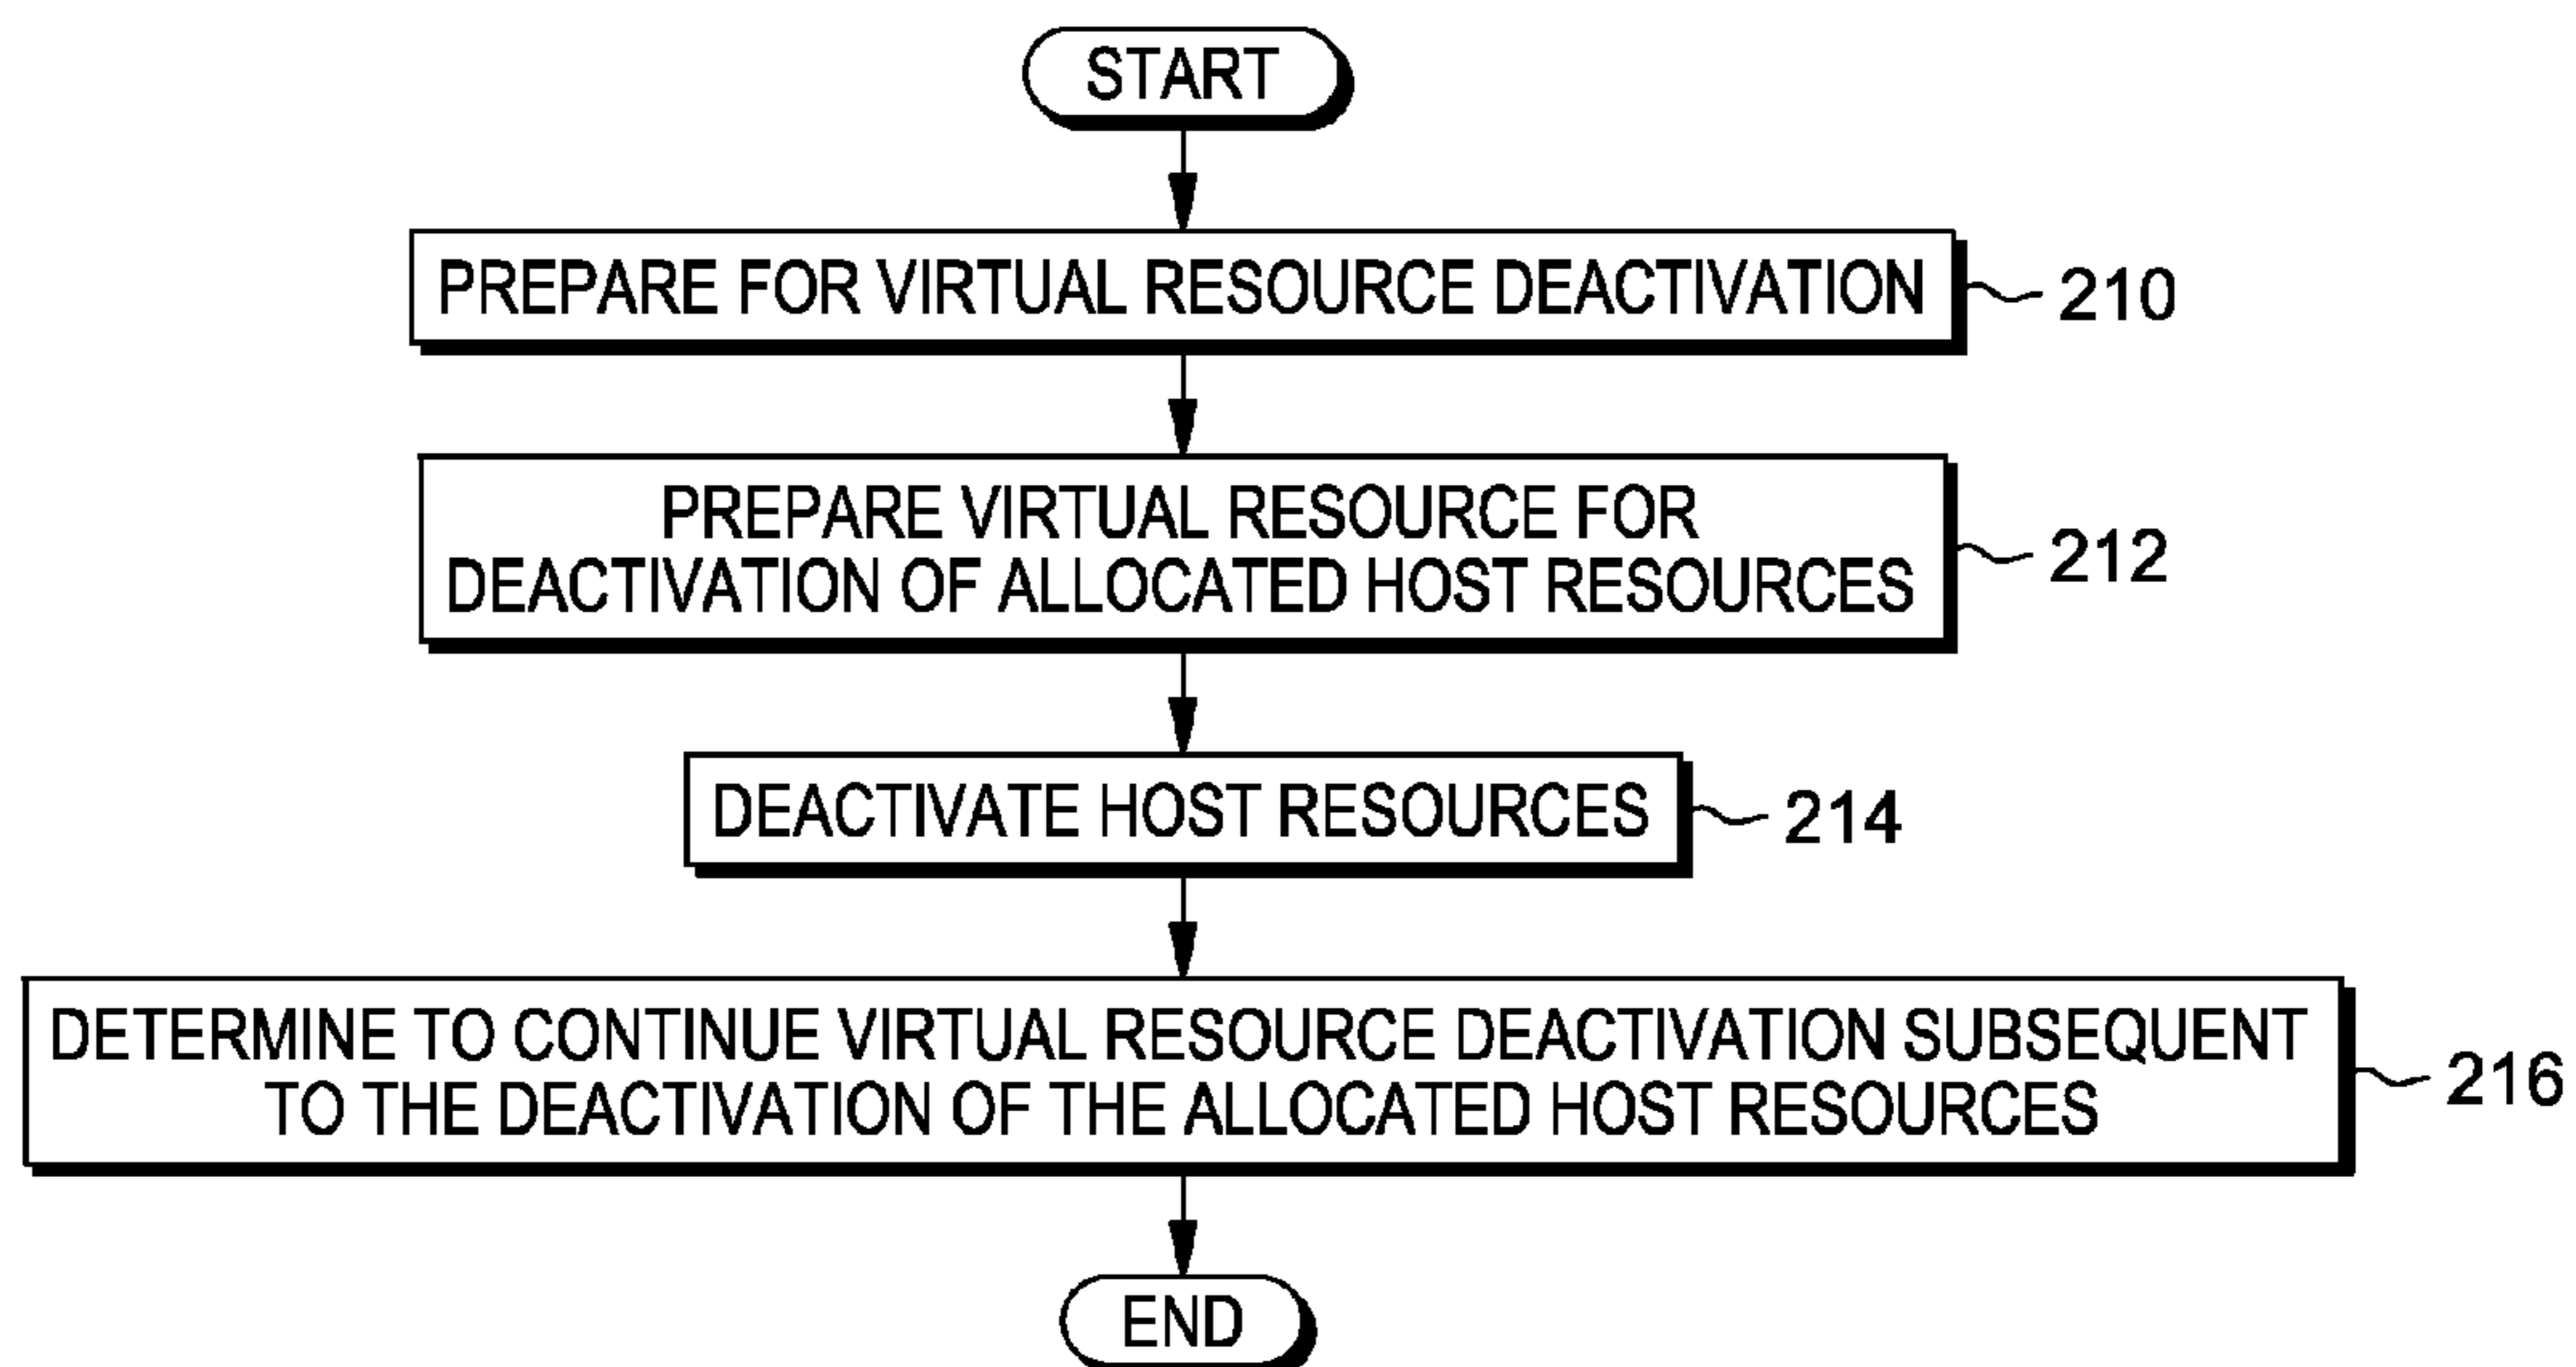 START
PREPARE FOR VIRTUAL RESOURCE DEACTIVATION
210
PREPARE VIRTUAL RESOURCE FOR
DEACTIVATION OF ALLOCATED HOST RESOURCES
212
DEACTIVATE HOST RESOURCES
214
DETERMINE TO CONTINUE VIRTUAL RESOURCE DEACTIVATION SUBSEQUENT
TO THE DEACTIVATION OF THE ALLOCATED HOST RESOURCES
216
END